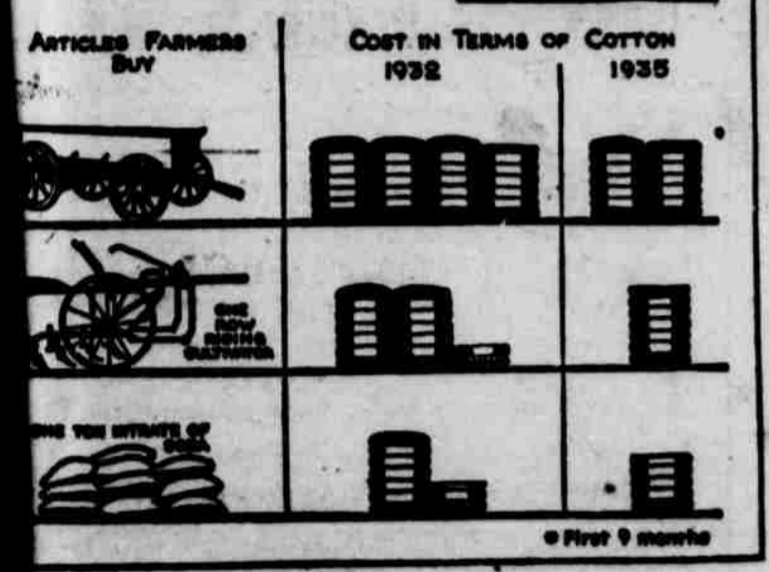 ARTICLES FARMERS
BUY
COST IN TERMS OF COTTON
1932
1935
ONE
ROW
RIDING
CULTIVATOR
ONE TON NITRATE OF
SODA
• First 9 months